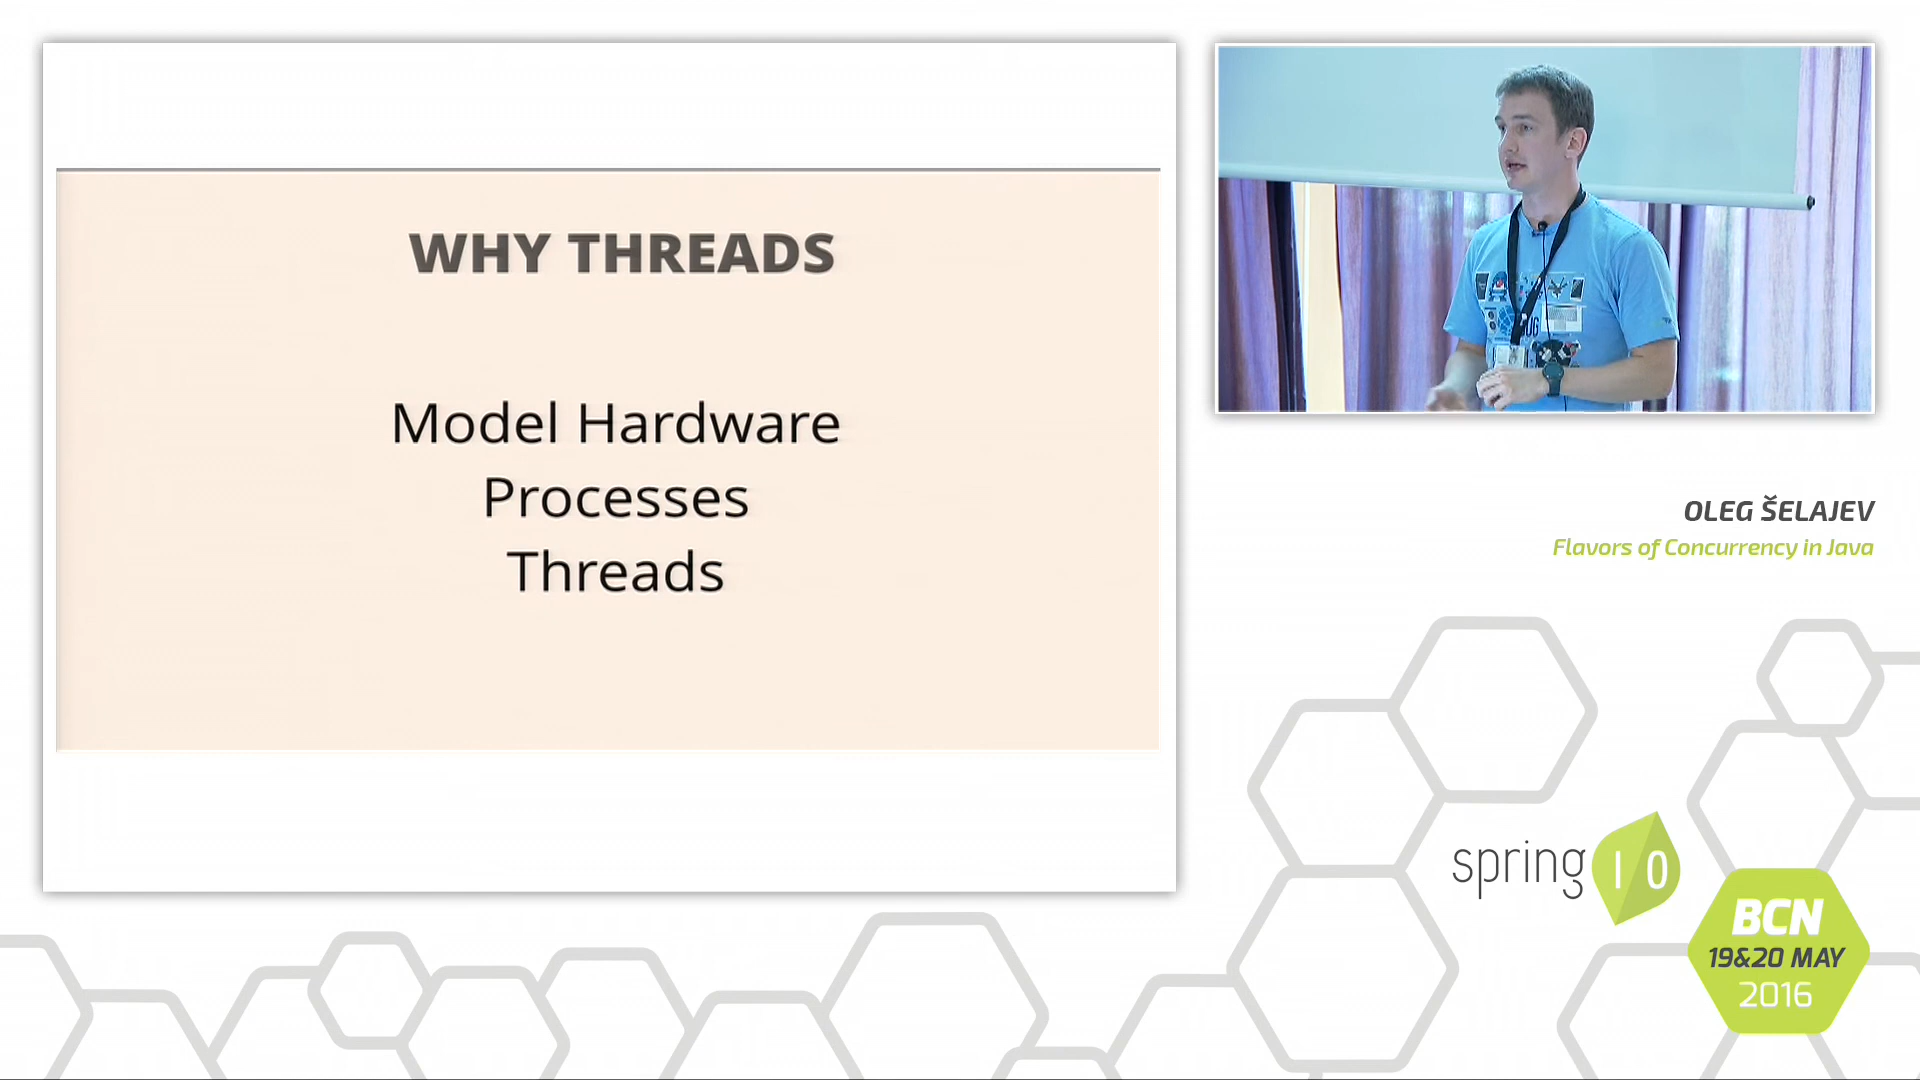 WHY THREADS
Model Hardware
Processes
Threads
OLEG ŠELAJEV
Flavors of Concurrency in Java
spring I O
BCN
19&20 MAY
2016